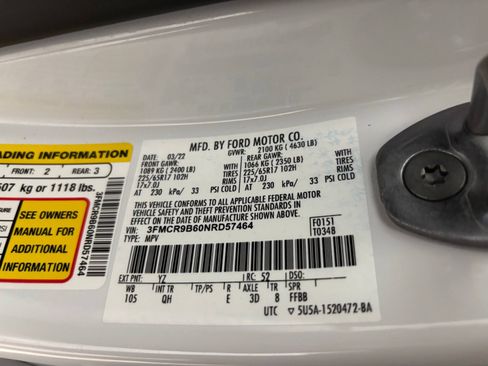 ADING INFORMATION
FRONT: 2 REAR: 3
507 kg or 1118 lbs.
SEE OWNERS
MANUAL FOR
ADDITIONAL
INFORMATION
3FMCR9B60NRD57464
MFD. BY FORD MOTOR CO.
DATE: 03/22 GVWR: 2100 KG ( 4630 LB)
FRONT GAWR: REAR GAWR:
1089 KG ( 2400 LB) WITH 1066 KG ( 2350 LB) WITH
225/65R17 102H TIRES 225/65R17 102H TIRES
17x7.0J RIMS 17x7.0J RIMS
AT 230 kPa/ 33 PSI COLD AT 230 kPa/ 33 PSI COLD
THIS VEHICLE CONFORMS TO ALL APPLICABLE FEDERAL MOTOR
VEHICLE SAFETY AND THEFT PREVENTION STANDARDS IN
EFFECT ON THE DATE OF MANUFACTURE SHOWN ABOVE.
VIN: 3FMCR9B60NRD57464 F0151
TYPE: MPV T0348
EXT PNT: YZ RC: 52 DSO:
WB INT TR TP/PS R AXLE TR SPR
105 QH E 3D 8 FFBB
UTC ▽ 5U5A-1520472-BA